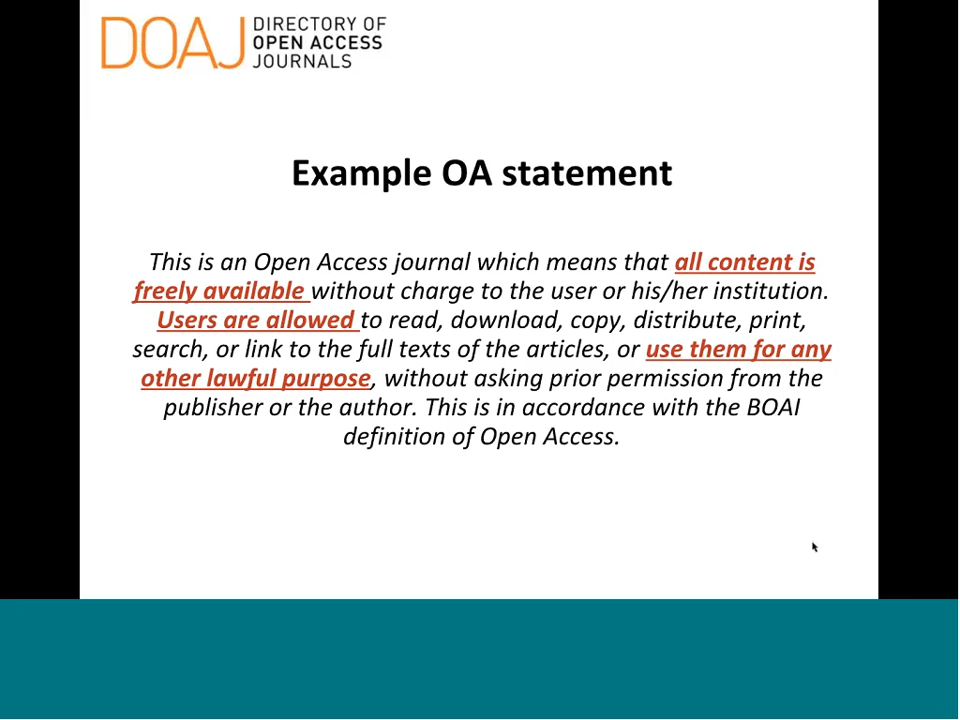 DOAJ
DIRECTORY OF
OPEN ACCESS
JOURNALS
Example OA statement
This is an Open Access journal which means that all content is
freely available without charge to the user or his/her institution.
Users are allowed to read, download, copy, distribute, print,
search, or link to the full texts of the articles, or use them for any
other lawful purpose, without asking prior permission from the
publisher or the author. This is in accordance with the BOAI
definition of Open Access.